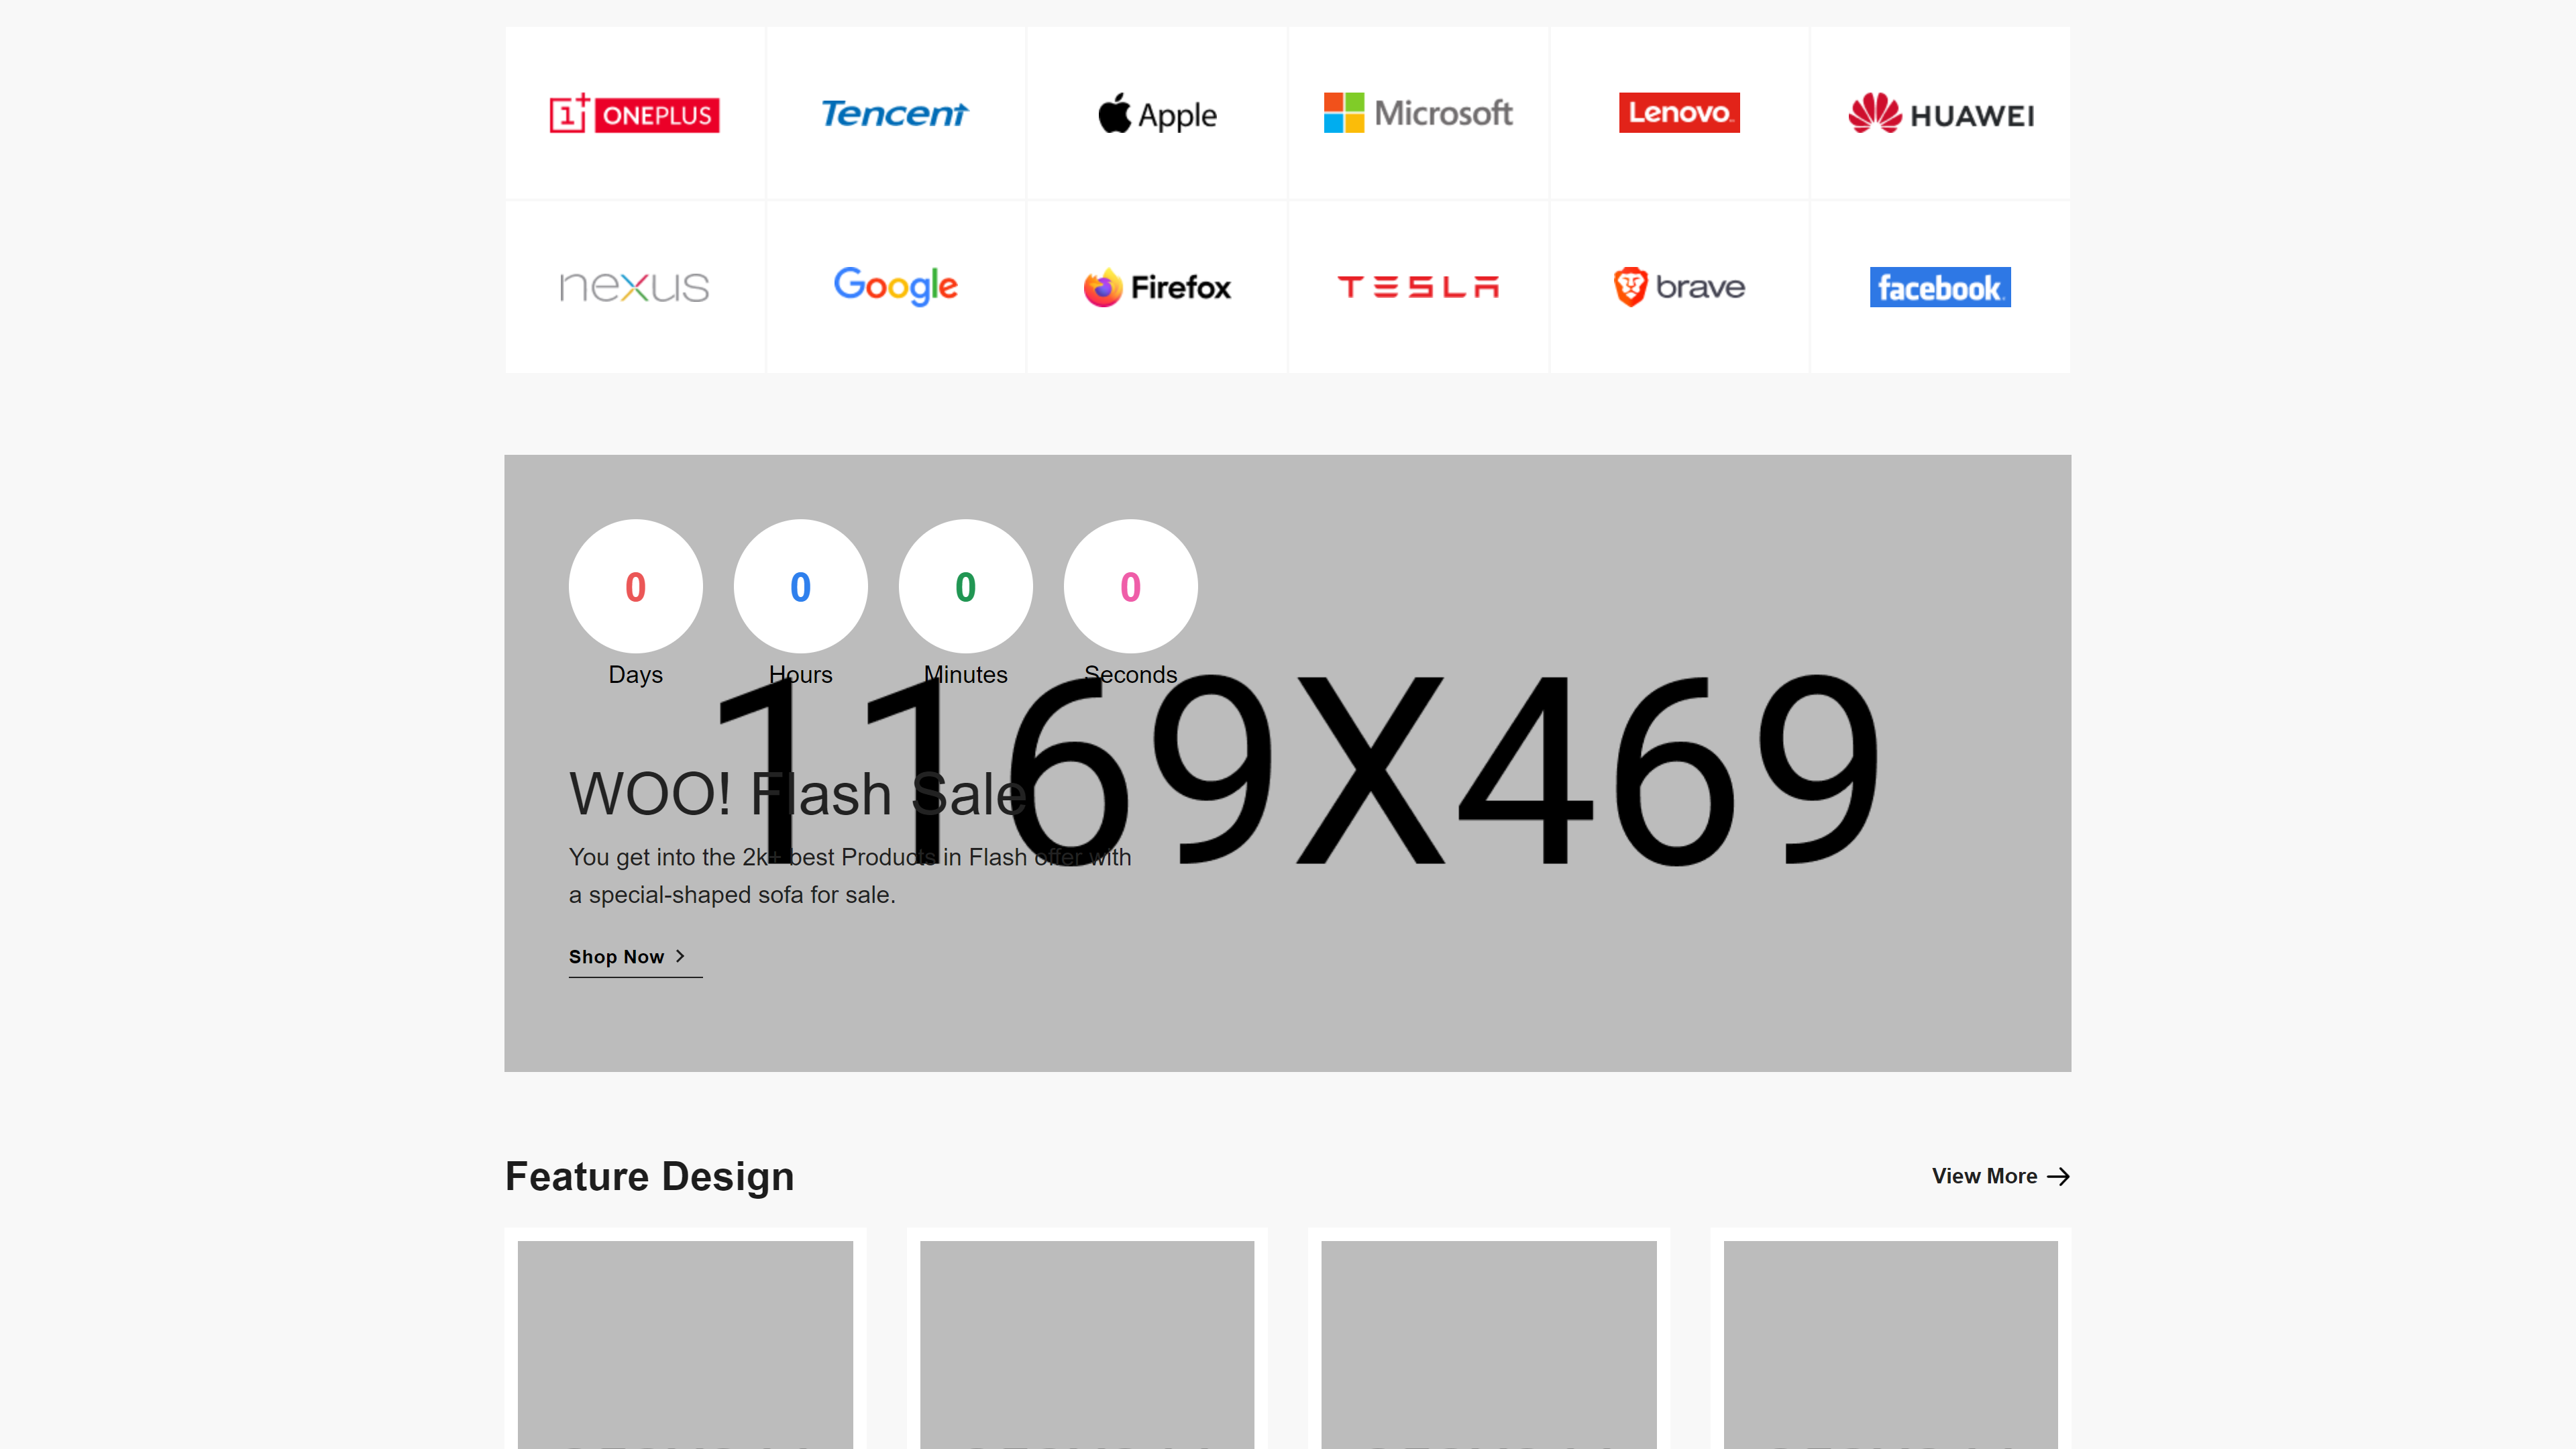 1+ ONEPLUS
Tencent
Apple
Microsoft
Lenovo
HUAWEI
nexus
Google
Firefox
TESLA
brave
facebook
0 0 0 0
Days Hours Minutes Seconds
1169X469
WOO! Flash Sale
You get into the 2k+ best Products in Flash offer with
a special-shaped sofa for sale.
Shop Now
Feature Design
View More